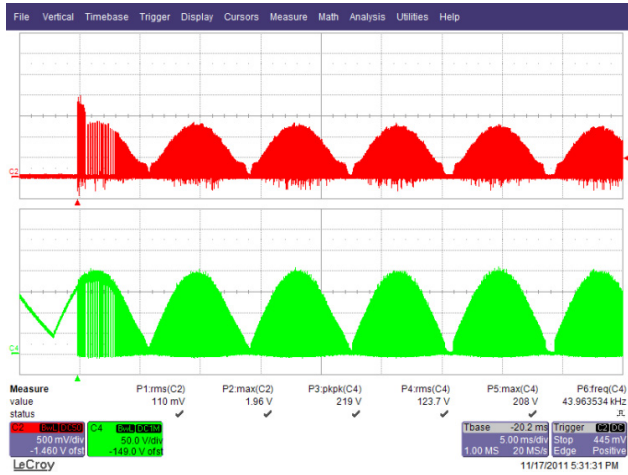 File Vertical Timebase Trigger Display Cursors Measure Math Analysis Utilities Help
C2
C4
Measure P1:rms(C2) P2:max(C2) P3:pkpk(C4) P4:rms(C4) P5:max(C4) P6:freq(C4)
value 110 mV 1.96 V 219 V 123.7 V 208 V 43.963534 kHz
status
C2 BwL DC50 C4 BwL DC1M Tbase -20.2 ms Trigger C2 DC
500 mV/div 50.0 V/div 5.00 ms/div Stop 445 mV
-1.460 V ofst -149.0 V ofst 1.00 MS 20 MS/s Edge Positive
LeCroy 11/17/2011 5:31:31 PM